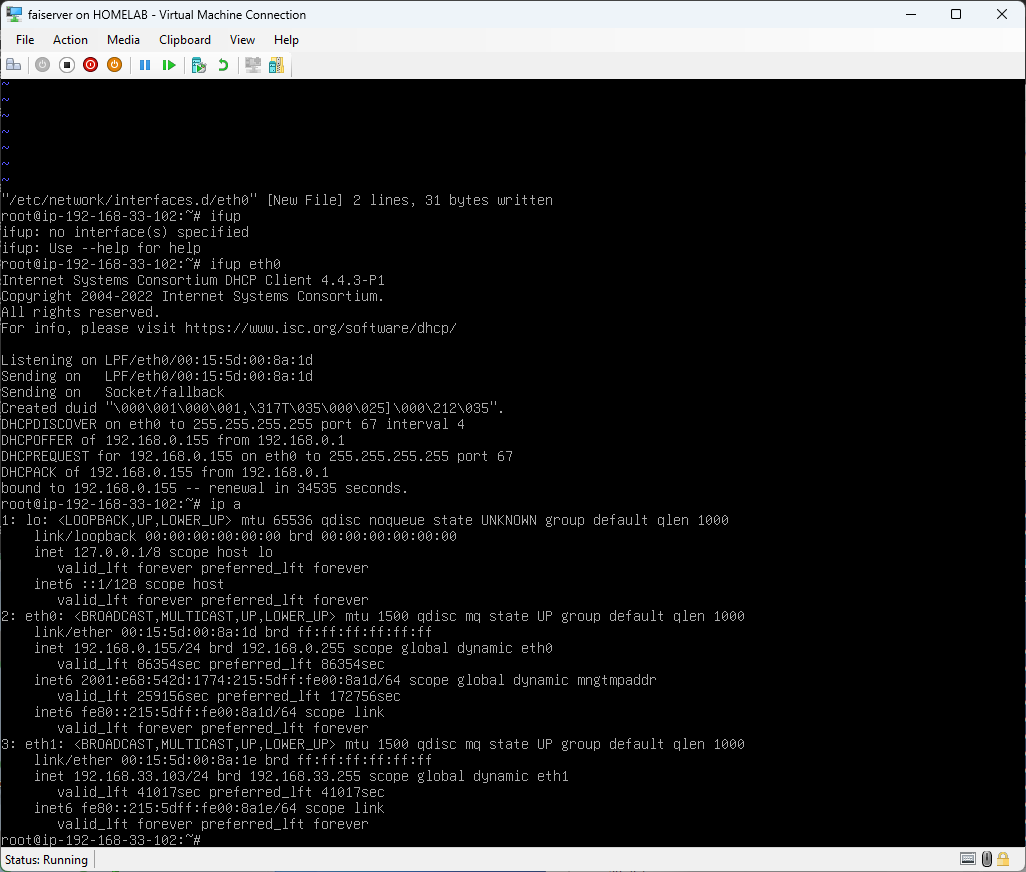 faiserver on HOMELAB - Virtual Machine Connection
File Action Media Clipboard View Help
~
~
~
~
~
~
~
"/etc/network/interfaces.d/eth0" [New File] 2 lines, 31 bytes written
root@ip-192-168-33-102:~# ifup
ifup: no interface(s) specified
ifup: Use --help for help
root@ip-192-168-33-102:~# ifup eth0
Internet Systems Consortium DHCP Client 4.4.3-P1
Copyright 2004-2022 Internet Systems Consortium.
All rights reserved.
For info, please visit https://www.isc.org/software/dhcp/
Listening on LPF/eth0/00:15:5d:00:8a:1d
Sending on   LPF/eth0/00:15:5d:00:8a:1d
Sending on   Socket/fallback
Created duid "\000\001\000\001,\317T\035\000\025]\000\212\035".
DHCPDISCOVER on eth0 to 255.255.255.255 port 67 interval 4
DHCPOFFER of 192.168.0.155 from 192.168.0.1
DHCPREQUEST for 192.168.0.155 on eth0 to 255.255.255.255 port 67
DHCPACK of 192.168.0.155 from 192.168.0.1
bound to 192.168.0.155 -- renewal in 34535 seconds.
root@ip-192-168-33-102:~# ip a
1: lo: <LOOPBACK,UP,LOWER_UP> mtu 65536 qdisc noqueue state UNKNOWN group default qlen 1000
    link/loopback 00:00:00:00:00:00 brd 00:00:00:00:00:00
    inet 127.0.0.1/8 scope host lo
       valid_lft forever preferred_lft forever
    inet6 ::1/128 scope host
       valid_lft forever preferred_lft forever
2: eth0: <BROADCAST,MULTICAST,UP,LOWER_UP> mtu 1500 qdisc mq state UP group default qlen 1000
    link/ether 00:15:5d:00:8a:1d brd ff:ff:ff:ff:ff:ff
    inet 192.168.0.155/24 brd 192.168.0.255 scope global dynamic eth0
       valid_lft 86354sec preferred_lft 86354sec
    inet6 2001:e68:542d:1774:215:5dff:fe00:8a1d/64 scope global dynamic mngtmpaddr
       valid_lft 259156sec preferred_lft 172756sec
    inet6 fe80::215:5dff:fe00:8a1d/64 scope link
       valid_lft forever preferred_lft forever
3: eth1: <BROADCAST,MULTICAST,UP,LOWER_UP> mtu 1500 qdisc mq state UP group default qlen 1000
    link/ether 00:15:5d:00:8a:1e brd ff:ff:ff:ff:ff:ff
    inet 192.168.33.103/24 brd 192.168.33.255 scope global dynamic eth1
       valid_lft 41017sec preferred_lft 41017sec
    inet6 fe80::215:5dff:fe00:8a1e/64 scope link
       valid_lft forever preferred_lft forever
root@ip-192-168-33-102:~#
Status: Running